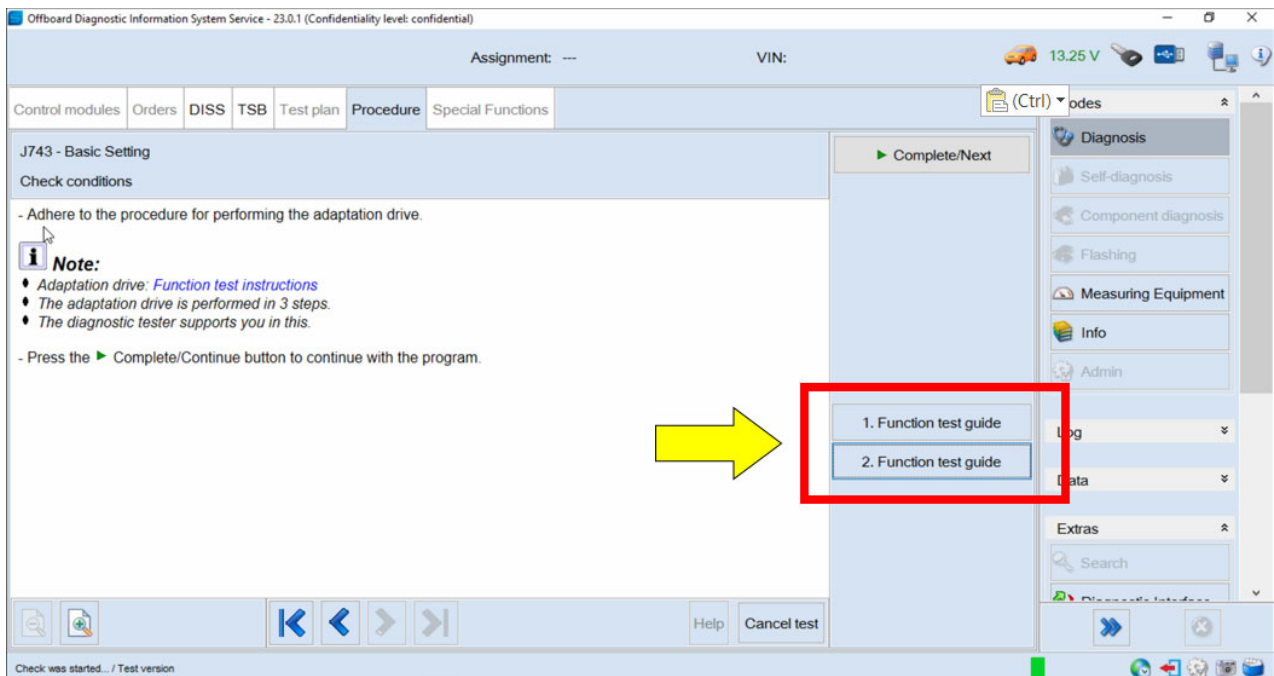 Offboard Diagnostic Information System Service - 23.0.1 (Confidentiality level: confidential)
Assignment: ---
VIN:
13.25 V
Control modules
Orders
DISS
TSB
Test plan
Procedure
Special Functions
(Ctrl)
odes
J743 - Basic Setting
Check conditions
Complete/Next
- Adhere to the procedure for performing the adaptation drive.
i Note:
Adaptation drive: Function test instructions
The adaptation drive is performed in 3 steps.
The diagnostic tester supports you in this.
- Press the ► Complete/Continue button to continue with the program.
1. Function test guide
2. Function test guide
Diagnosis
Self-diagnosis
Component diagnosis
Flashing
Measuring Equipment
Info
Admin
Log
Data
Extras
Search
Help
Cancel test
Check was started... / Test version